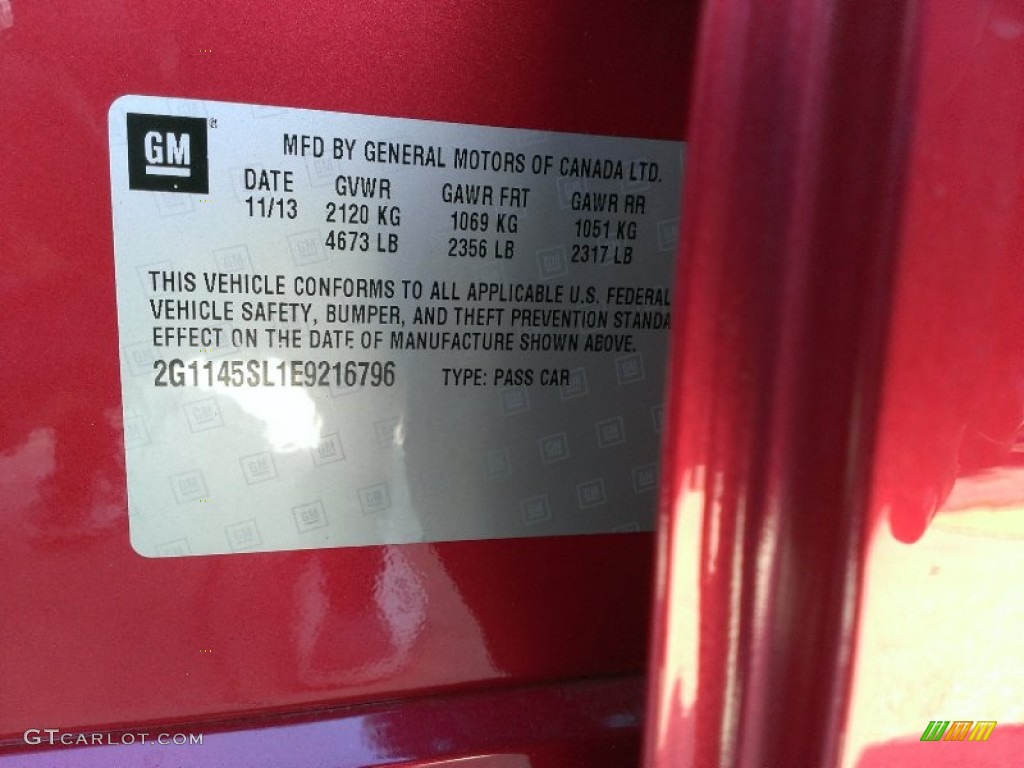 GM
MFD BY GENERAL MOTORS OF CANADA LTD.
DATE GVWR GAWR FRT GAWR RR
11/13 2120 KG 1069 KG 1051 KG
4673 LB 2356 LB 2317 LB
THIS VEHICLE CONFORMS TO ALL APPLICABLE U.S. FEDERAL
VEHICLE SAFETY, BUMPER, AND THEFT PREVENTION STANDA
EFFECT ON THE DATE OF MANUFACTURE SHOWN ABOVE.
2G1145SL1E9216796 TYPE: PASS CAR
GTCARLOT.COM